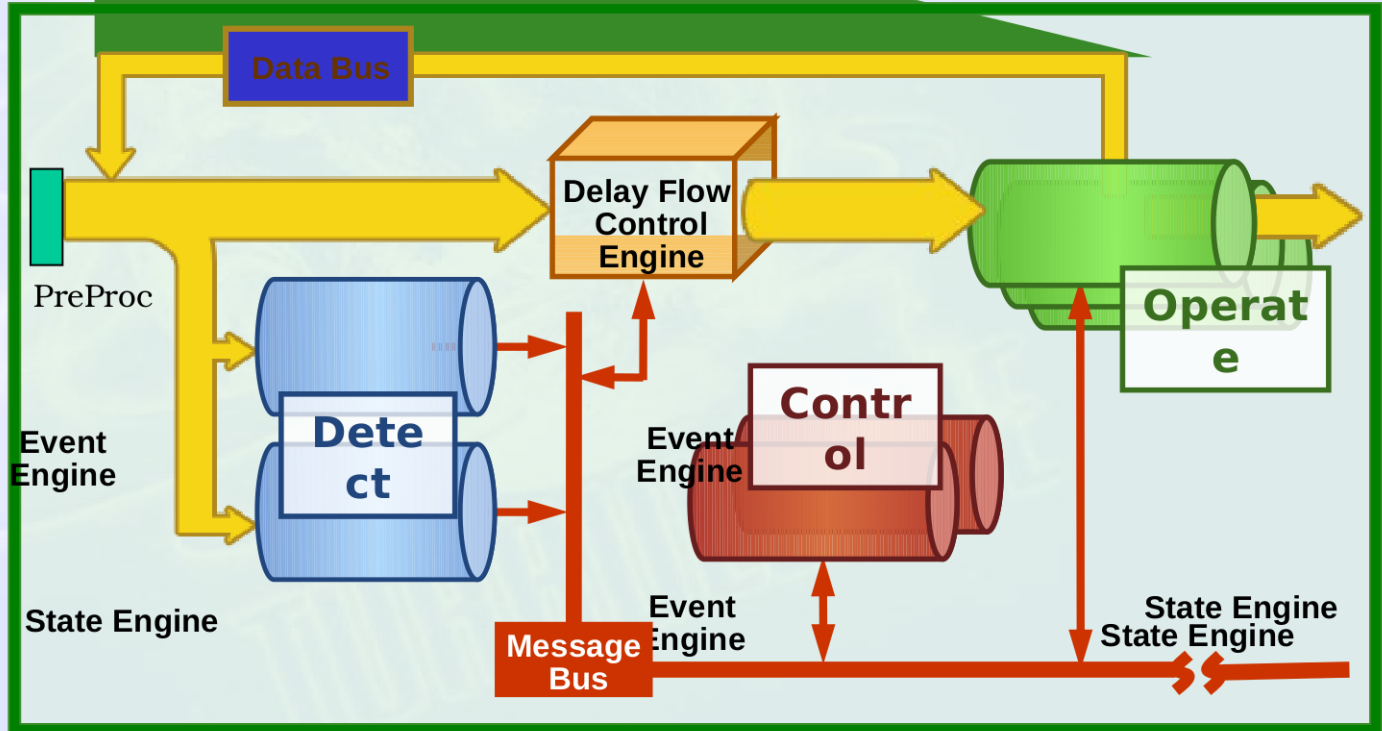 Data Bus
Delay Flow
Control
Engine
PreProc
Operat
e
Contr
ol
Dete
ct
Event
Engine
Event
Engine
Event
Engine
State Engine
State Engine
State Engine
Message
Bus